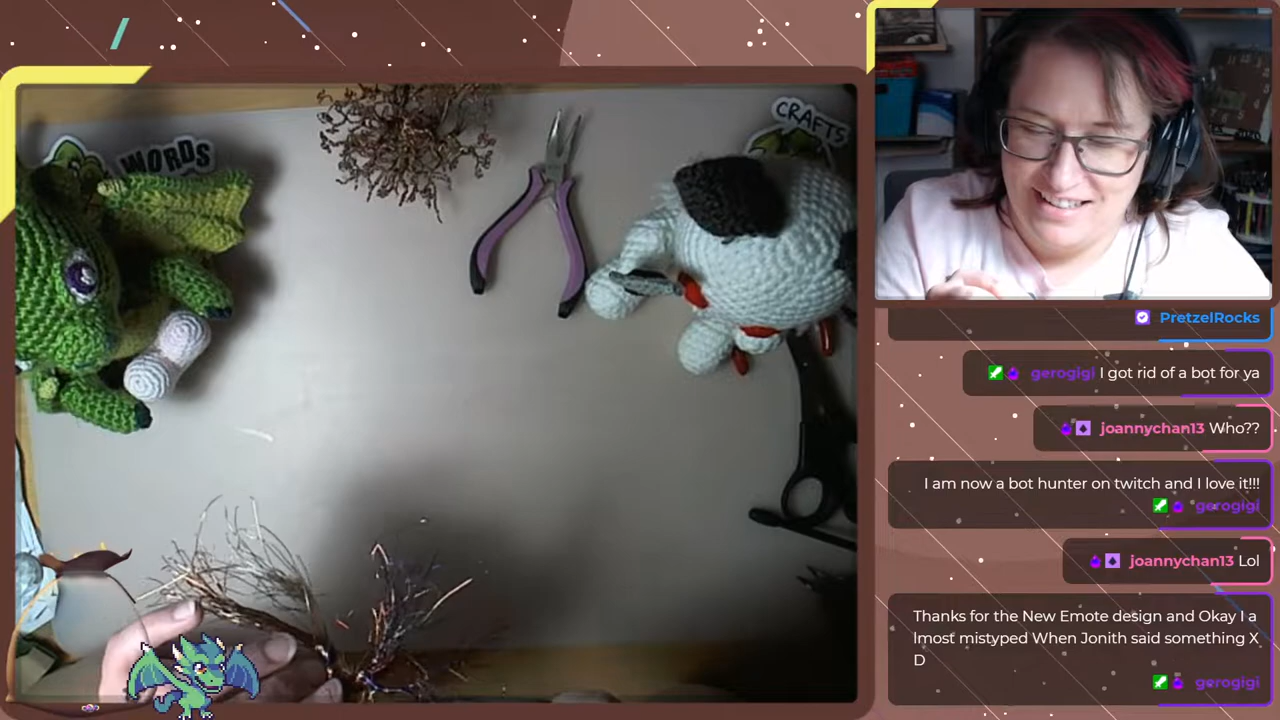 WORDS
CRAFTS
PretzelRocks
gerogigi I got rid of a bot for ya
joannychan13 Who??
I am now a bot hunter on twitch and I love it!!!
gerogigi
joannychan13 Lol
Thanks for the New Emote design and Okay I a
lmost mistyped When Jonith said something X
D
gerogigi